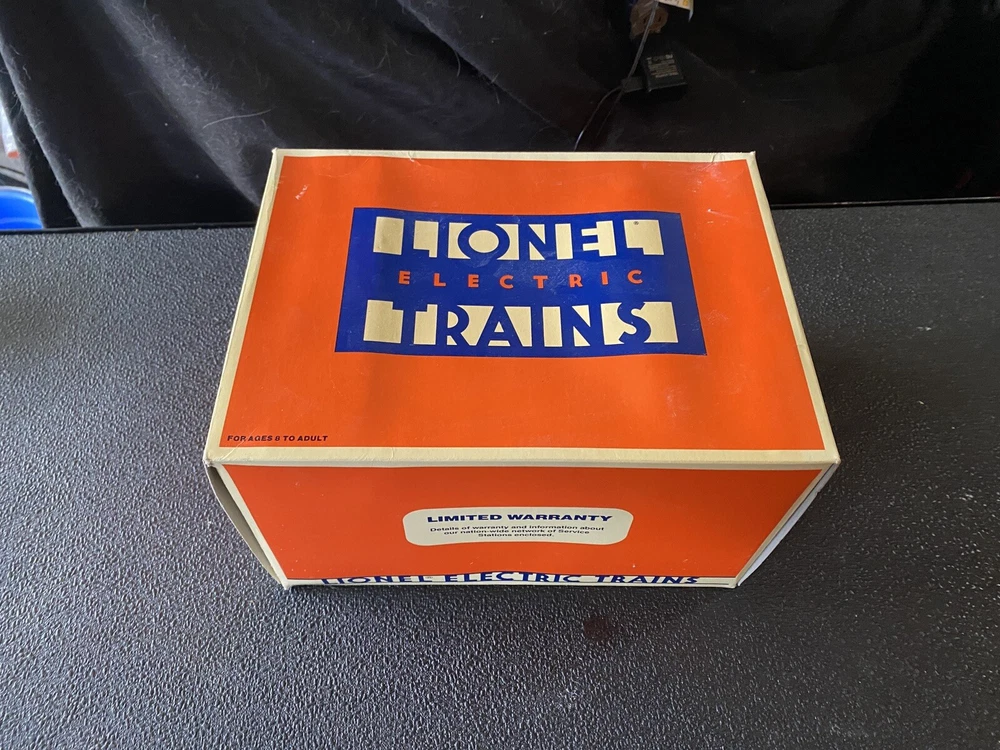 LIONEL
ELECTRIC
TRAINS
FOR AGES 8 TO ADULT
LIMITED WARRANTY
Details of warranty and information about
our nation-wide network of Service
Stations enclosed.
LIONEL ELECTRIC TRAINS